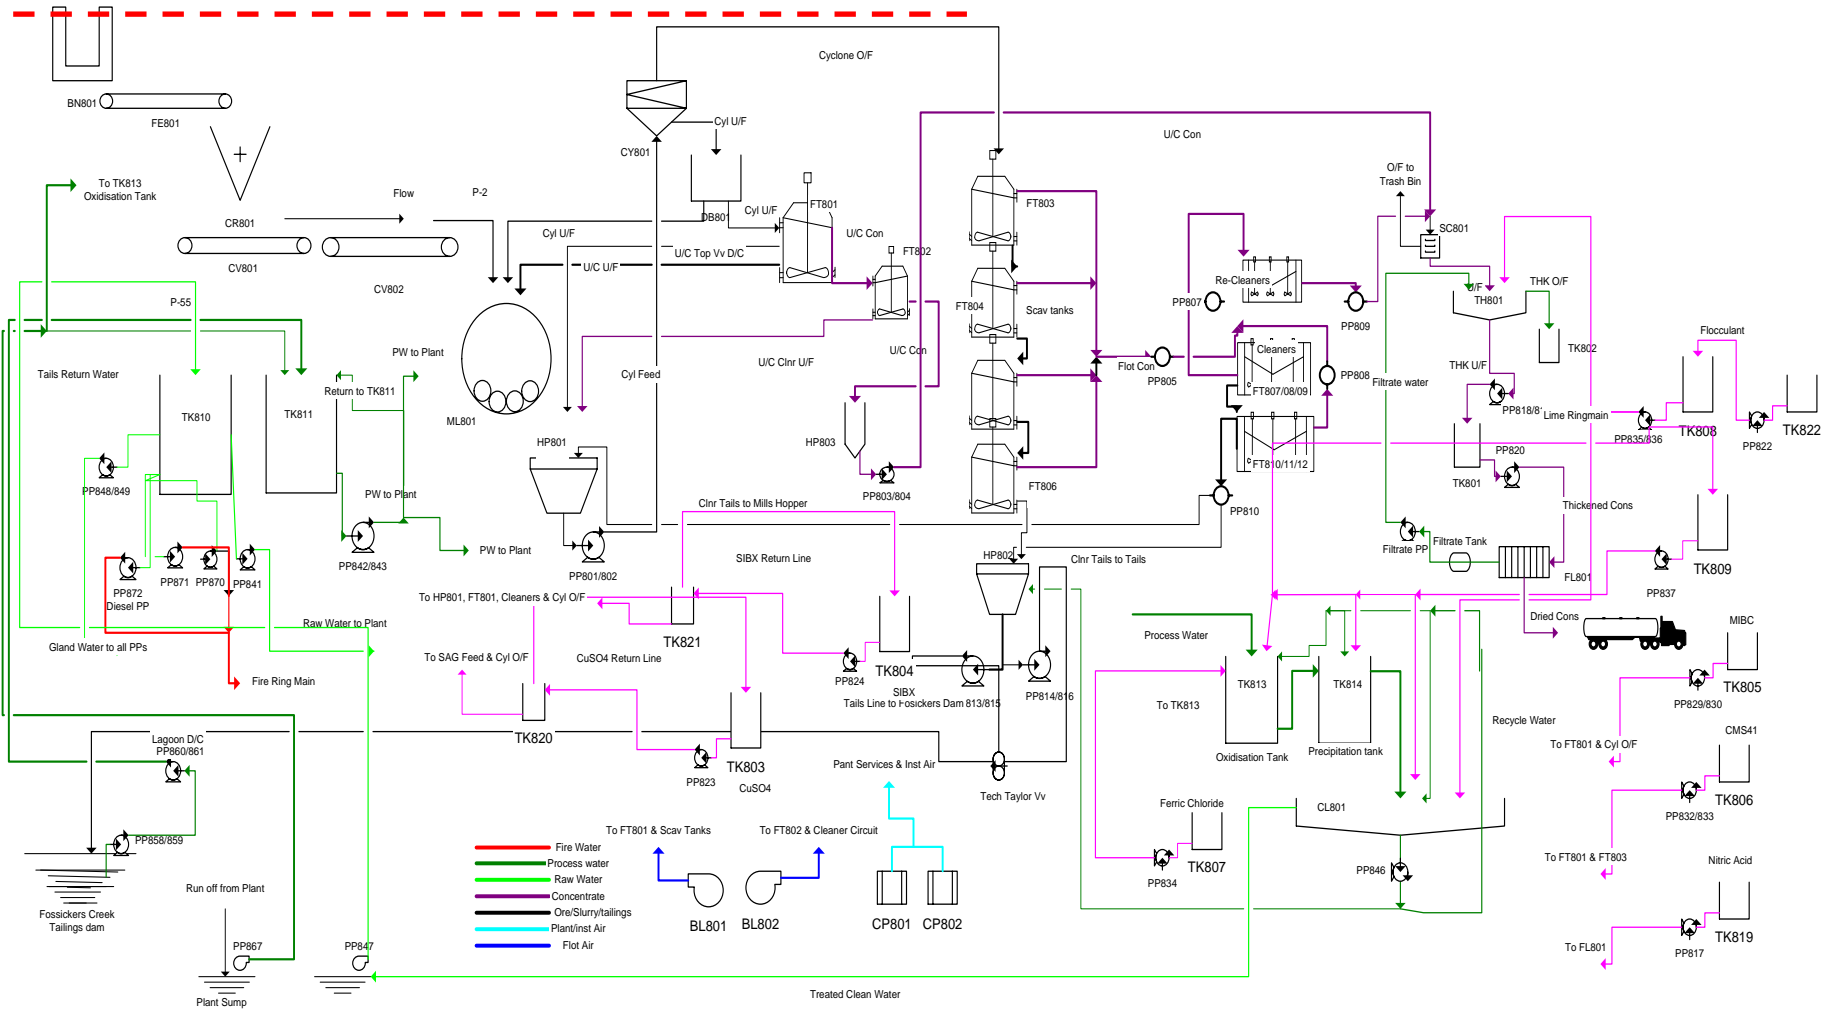 Cyclone O/F
BN801
FE801
Cyl U/F
CY801
U/C Con
O/F to
Trash Bin
To TK813
Oxidisation Tank
Flow
P-2
CR801
DB801
Cyl U/F
FT801
FT803
SC801
Cyl U/F
U/C Con
U/C Top Vv D/C
FT802
CV801
U/C U/F
CV802
Re-Cleaners
U/F
THK O/F
TH801
P-55
PP807
PP809
FT804
Scav tanks
Flocculant
PW to Plant
U/C Con
Cleaners
TK802
Tails Return Water
U/C Clnr U/F
Flot Con
THK U/F
Cyl Feed
PP805
PP808
Filtrate water
Return to TK811
FT807/08/09
TK810
TK811
PP818/8
Lime Ringmain
ML801
TK808
TK822
PP835/836
PP822
HP801
HP803
PP820
FT810/11/12
PP848/849
PW to Plant
PP803/804
FT806
TK801
Clnr Tails to Mills Hopper
PP810
Thickened Cons
PW to Plant
SIBX Return Line
HP802
Clnr Tails to Tails
Filtrate PP
Filtrate Tank
PP842/843
PP801/802
FL801
TK809
PP871
PP870
PP841
PP872
Diesel PP
PP837
To HP801, FT801, Cleaners & Cyl O/F
Raw Water to Plant
Dried Cons
MIBC
Process Water
TK821
Gland Water to all PPs
To SAG Feed & Cyl O/F
CuSO4 Return Line
PP824
TK804
Fire Ring Main
SIBX
PP814/816
TK813
TK814
TK805
Tails Line to Fosickers Dam 813/815
To TK813
PP829/830
Recycle Water
TK820
Lagoon D/C
PP860/861
CMS41
To FT801 & Cyl O/F
Oxidisation Tank
Precipitation tank
TK803
PP823
Pant Services & Inst Air
CuSO4
Tech Taylor Vv
Ferric Chloride
CL801
TK806
PP832/833
To FT801 & Scav Tanks
To FT802 & Cleaner Circuit
PP858/859
Fire Water
Process water
Raw Water
Concentrate
Ore/Slurry/tailings
Plant/inst Air
Flot Air
To FT801 & FT803
Nitric Acid
TK807
PP834
PP846
Run off from Plant
Fossickers Creek
Tailings dam
BL801
BL802
CP801
CP802
TK819
PP867
PP847
To FL801
PP817
Plant Sump
Treated Clean Water